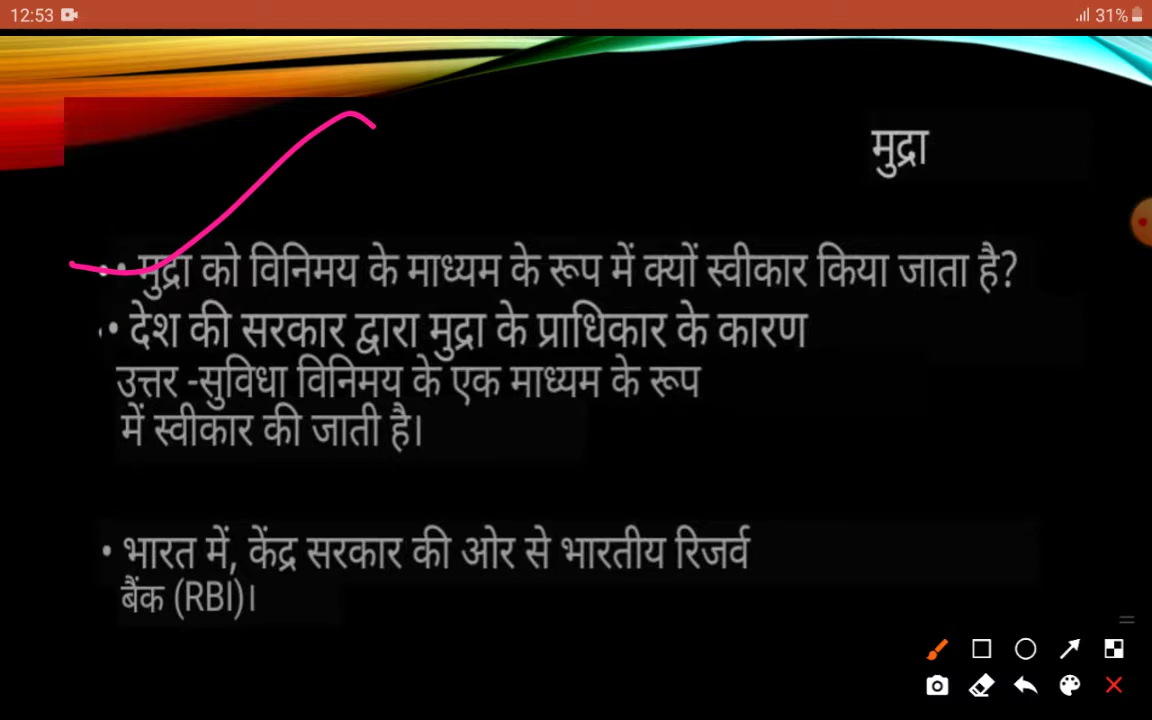 12:53
31%
मुद्रा
• • मुद्रा को विनिमय के माध्यम के रूप में क्यों स्वीकार किया जाता है?
• देश की सरकार द्वारा मुद्रा के प्राधिकार के कारण
उत्तर -सुविधा विनिमय के एक माध्यम के रूप
में स्वीकार की जाती है।
• भारत में, केंद्र सरकार की ओर से भारतीय रिजर्व
बैंक (RBI)।